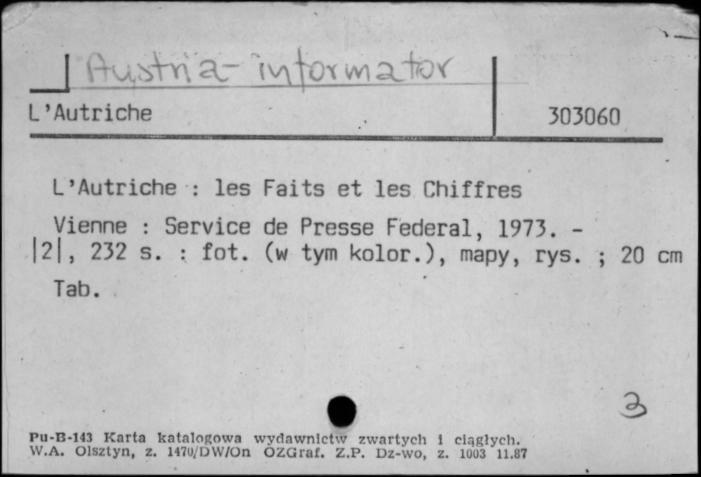 Austria - informator
L'Autriche 303060
L'Autriche : les Faits et les Chiffres
Vienne : Service de Presse Federal, 1973. -
|2|, 232 s. : fot. (w tym kolor.), mapy, rys. ; 20 cm
Tab.
3
Pu-B-143 Karta katalogowa wydawnictw zwartych i ciągłych.
W.A. Olsztyn, z. 1470/DW/On OZGraf. Z.P. Dz-wo, z. 1003 11.87